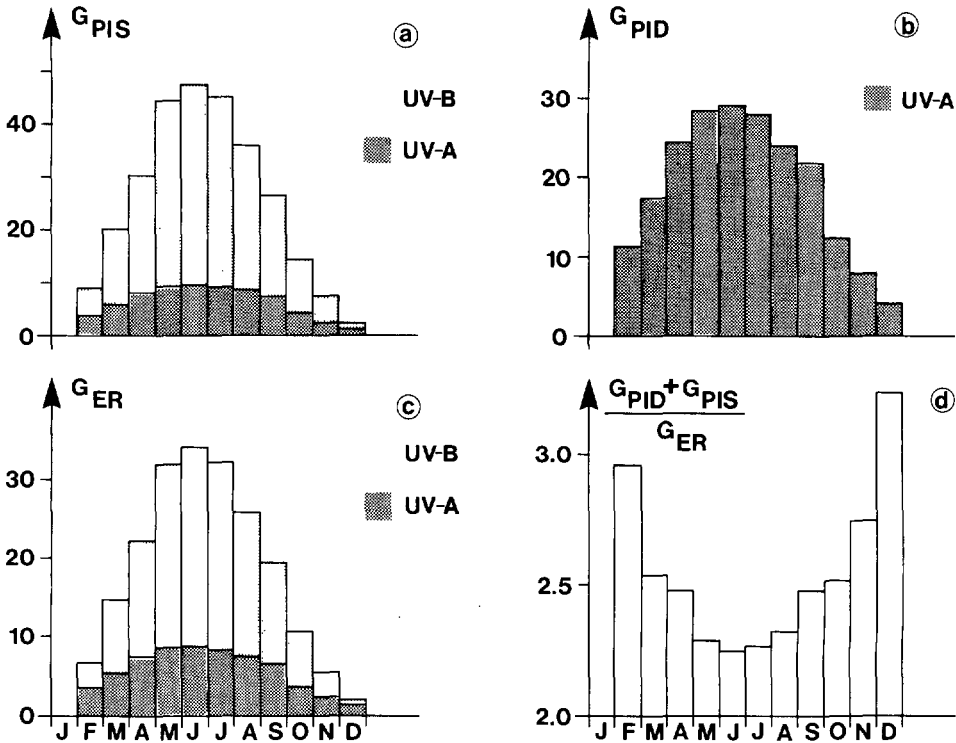 G_PIS
a
UV-B
UV-A
40
20
0
G_PID
b
UV-A
30
20
10
0
G_ER
c
UV-B
UV-A
30
20
10
0
J F M A M J J A S O N D
G_PID + G_PIS
G_ER
d
3.0
2.5
2.0
J F M A M J J A S O N D